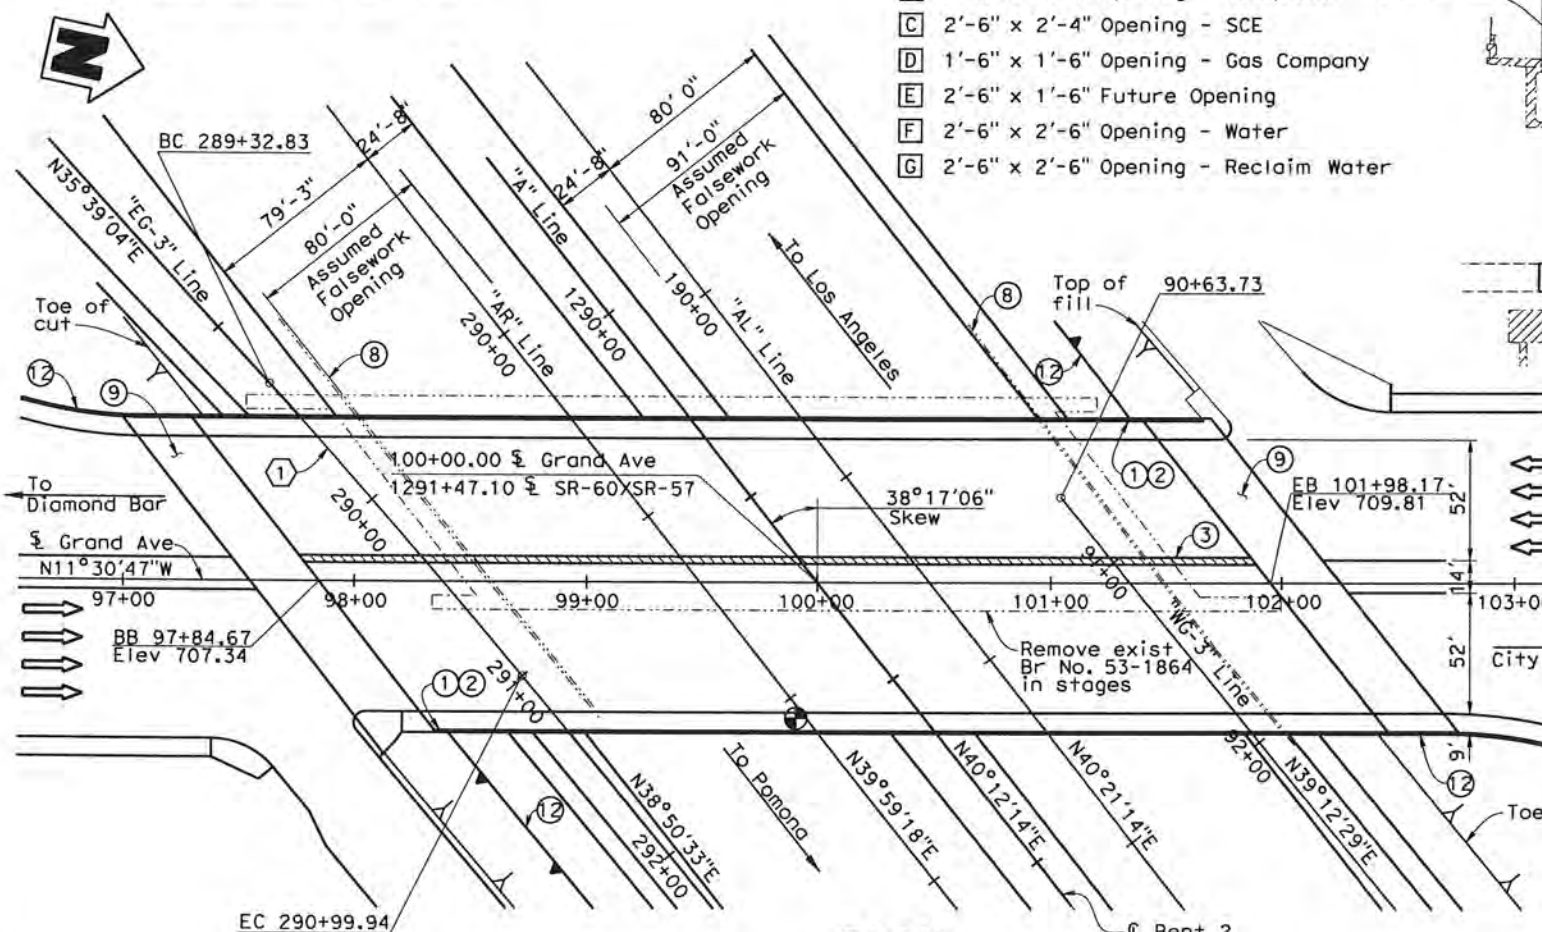 C 2'-6" x 2'-4" Opening - SCE
D 1'-6" x 1'-6" Opening - Gas Company
E 2'-6" x 1'-6" Future Opening
F 2'-6" x 2'-6" Opening - Water
G 2'-6" x 2'-6" Opening - Reclaim Water
N
BC 289+32.83
N35°39'04"E
"EG-3" Line
79'-3"
24'-8"
80'-0"
Assumed
Falsework
Opening
"A" Line
24'-8"
80' 0"
91'-0"
Assumed
Falsework
Opening
"AR" Line
290+00
1290+00
190+00
"AL" Line
To Los Angeles
Toe of
cut
Top of
fill
90+63.73
8
8
12
9
12
1
12
9
3
To
Diamond Bar
100+00.00 ℄ Grand Ave
1291+47.10 ℄ SR-60/SR-57
38°17'06"
Skew
EB 101+98.17
Elev 709.81
52'
14'
52'
9'
℄ Grand Ave
N11°30'47"W
290+00
91+00
97+00
98+00
99+00
100+00
101+00
102+00
BB 97+84.67
Elev 707.34
Remove exist
Br No. 53-1864
in stages
"WG-3" Line
City
291+00
12
12
12
To Pomona
92+00
N38°50'33"E
292+00
N39°59'18"E
N40°12'14"E
N40°21'14"E
N39°12'29"E
Toe
EC 290+99.94
℄ Bent 2